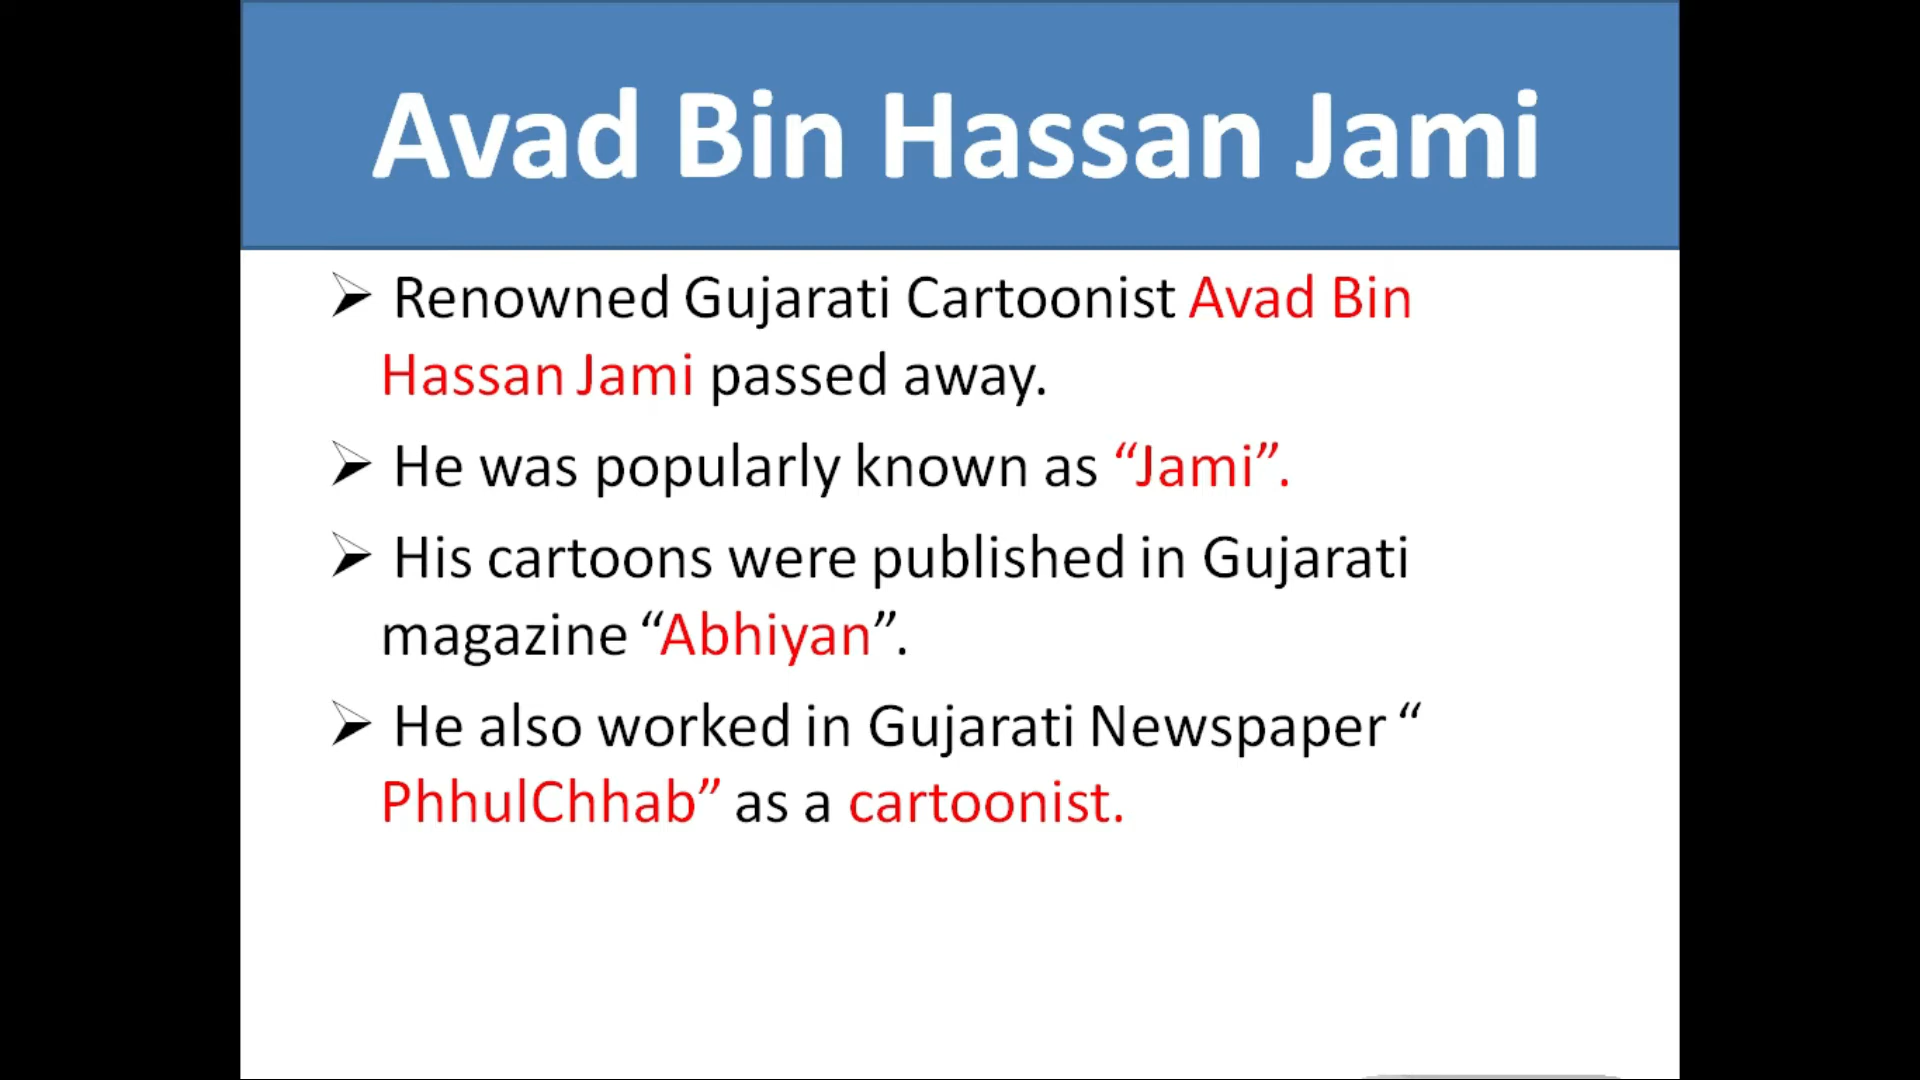 Avad Bin Hassan Jami
➢ Renowned Gujarati Cartoonist Avad Bin
Hassan Jami passed away.
➢ He was popularly known as “Jami”.
➢ His cartoons were published in Gujarati
magazine “Abhiyan”.
➢ He also worked in Gujarati Newspaper “
PhhulChhab” as a cartoonist.